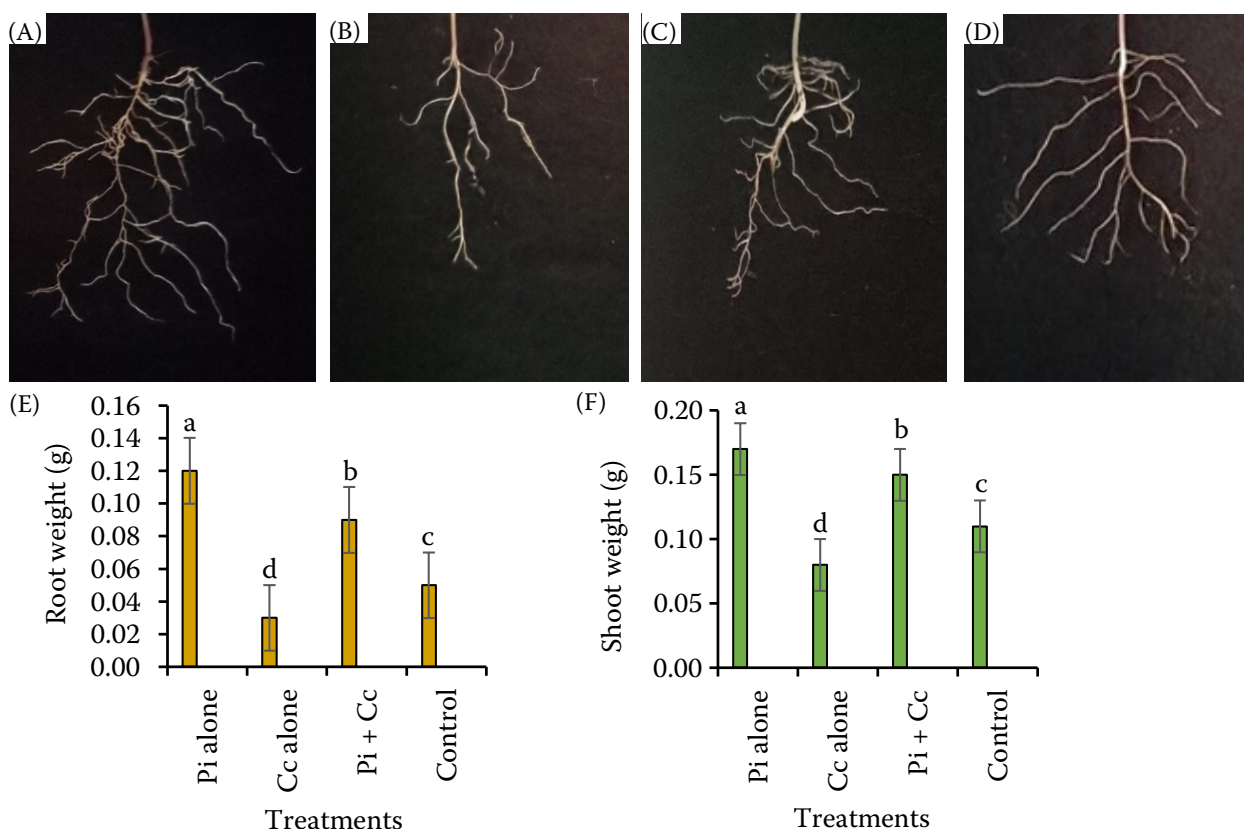 (A)
(B)
(C)
(D)
(E)
Root weight (g)
0.16
0.14
0.12
0.10
0.08
0.06
0.04
0.02
0.00
a
d
b
c
Pi alone
Cc alone
Pi + Cc
Control
Treatments
(F)
Shoot weight (g)
0.20
0.15
0.10
0.05
0.00
a
d
b
c
Pi alone
Cc alone
Pi + Cc
Control
Treatments